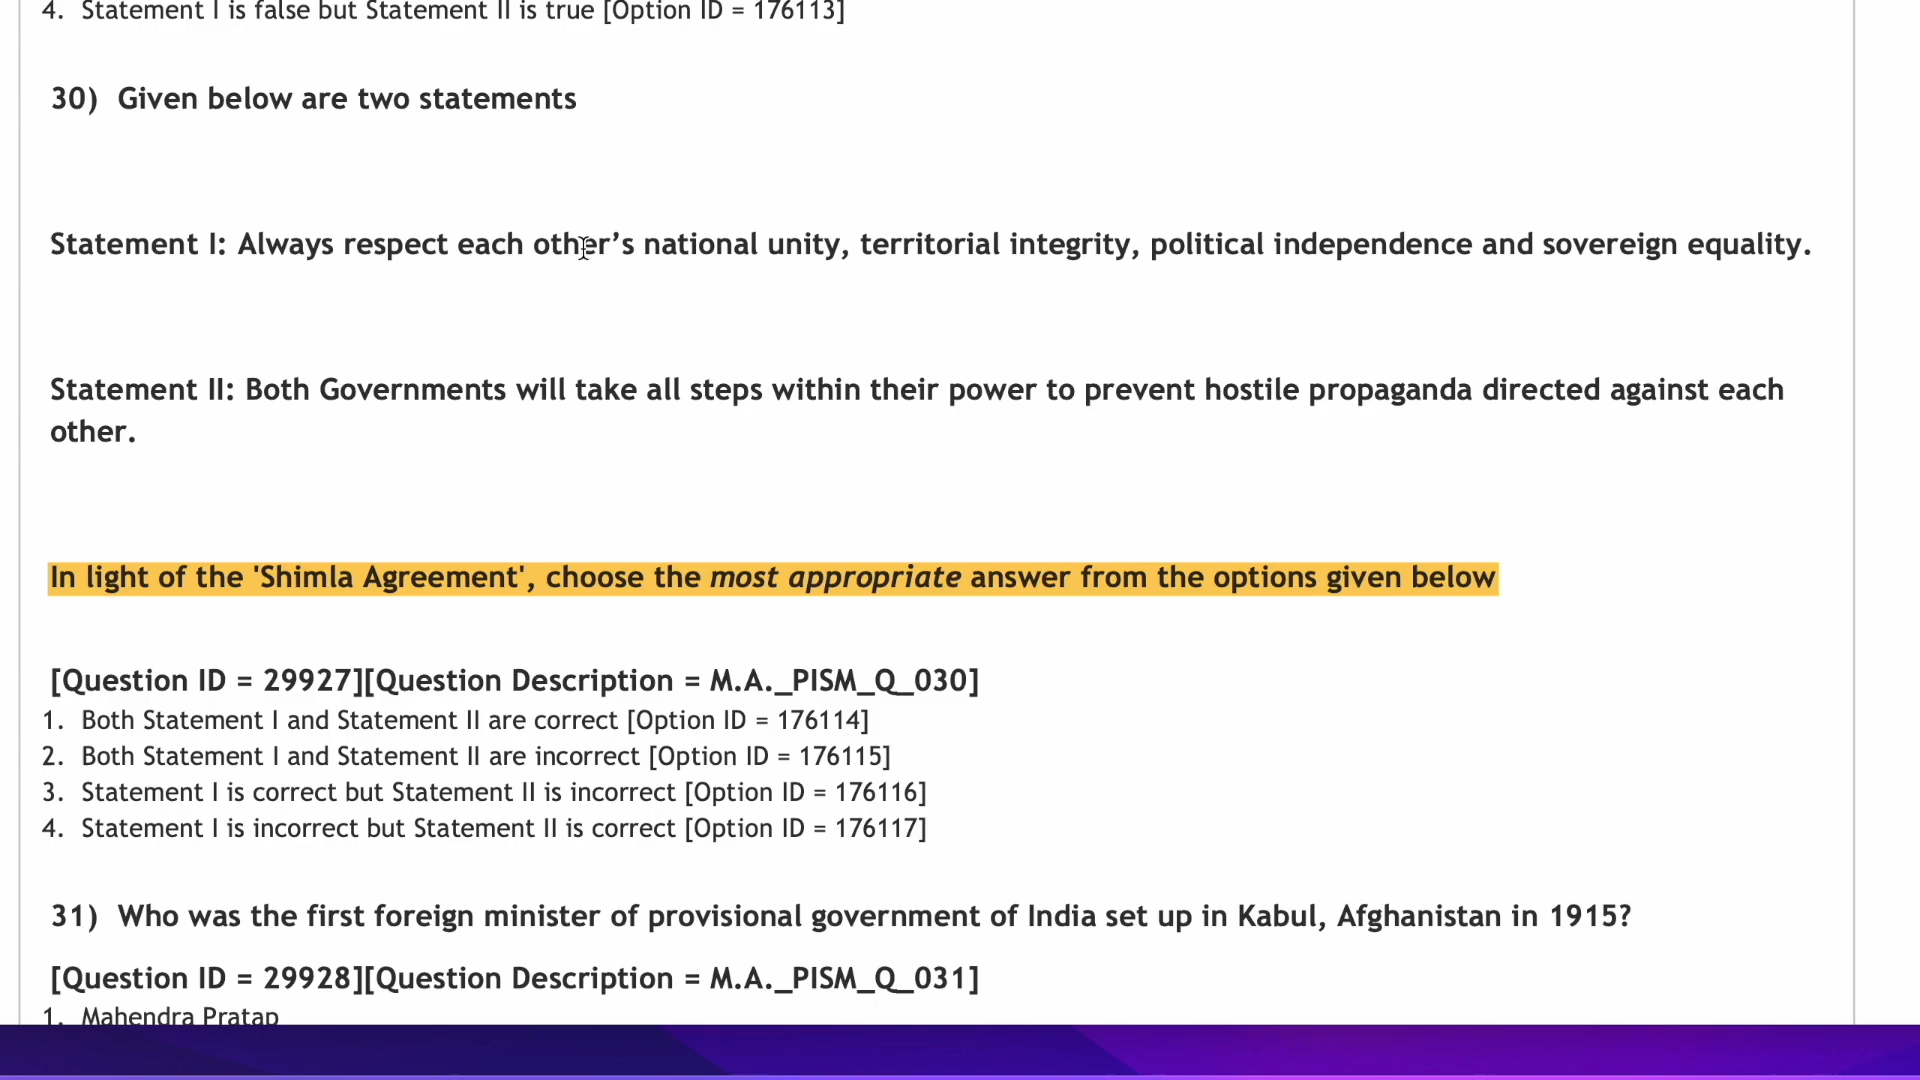 4. Statement I is false but Statement II is true [Option ID = 176113]
30) Given below are two statements
Statement I: Always respect each other’s national unity, territorial integrity, political independence and sovereign equality.
Statement II: Both Governments will take all steps within their power to prevent hostile propaganda directed against each
other.
In light of the 'Shimla Agreement', choose the most appropriate answer from the options given below
[Question ID = 29927][Question Description = M.A._PISM_Q_030]
1. Both Statement I and Statement II are correct [Option ID = 176114]
2. Both Statement I and Statement II are incorrect [Option ID = 176115]
3. Statement I is correct but Statement II is incorrect [Option ID = 176116]
4. Statement I is incorrect but Statement II is correct [Option ID = 176117]
31) Who was the first foreign minister of provisional government of India set up in Kabul, Afghanistan in 1915?
[Question ID = 29928][Question Description = M.A._PISM_Q_031]
1. Mahendra Pratap